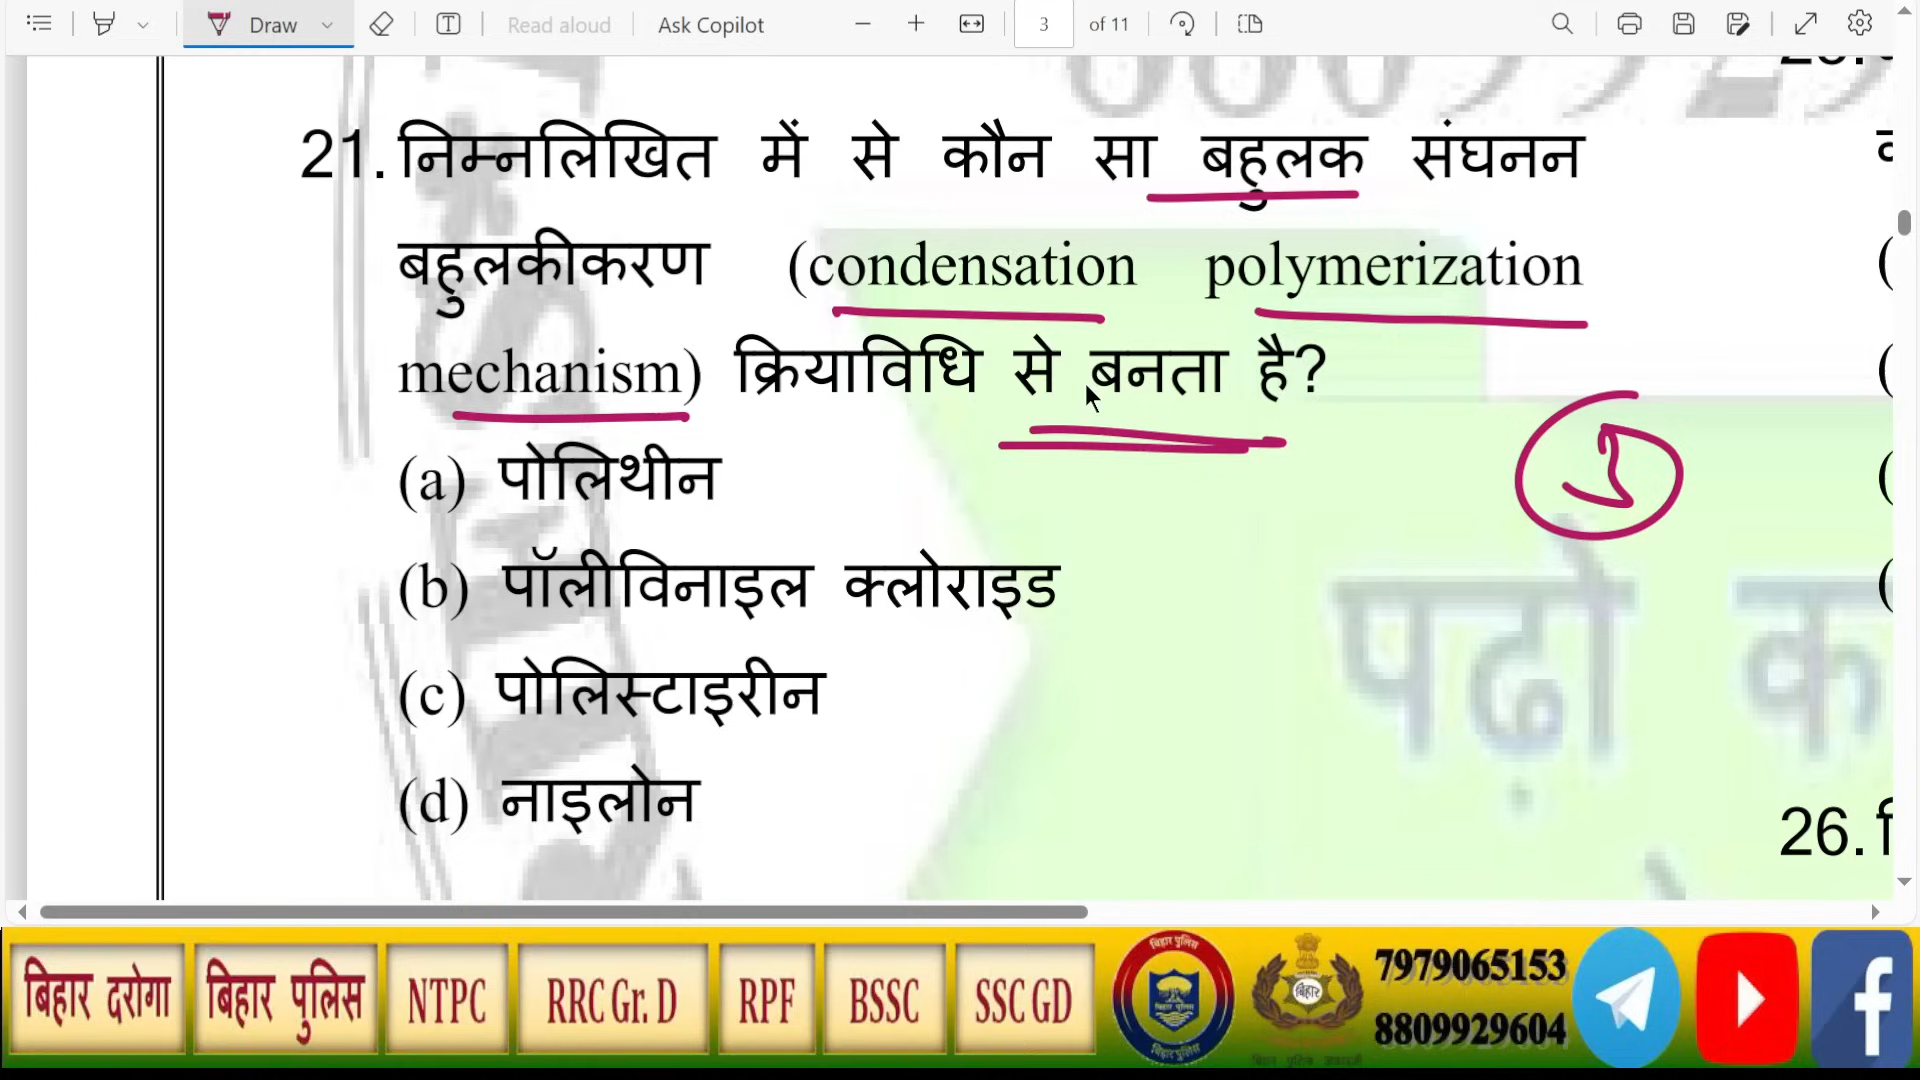 Draw
Read aloud
Ask Copilot
3
of 11
21. निम्नलिखित में से कौन सा बहुलक संघनन
बहुलकीकरण (condensation polymerization
mechanism) क्रियाविधि से बनता है?
(a) पोलिथीन
(b) पॉलीविनाइल क्लोराइड
(c) पोलिस्टाइरीन
(d) नाइलोन
पढ़ो क
26.
बिहार दरोगा
बिहार पुलिस
NTPC
RRC Gr. D
RPF
BSSC
SSC GD
बिहार पुलिस
बिहार
7979065153
8809929604